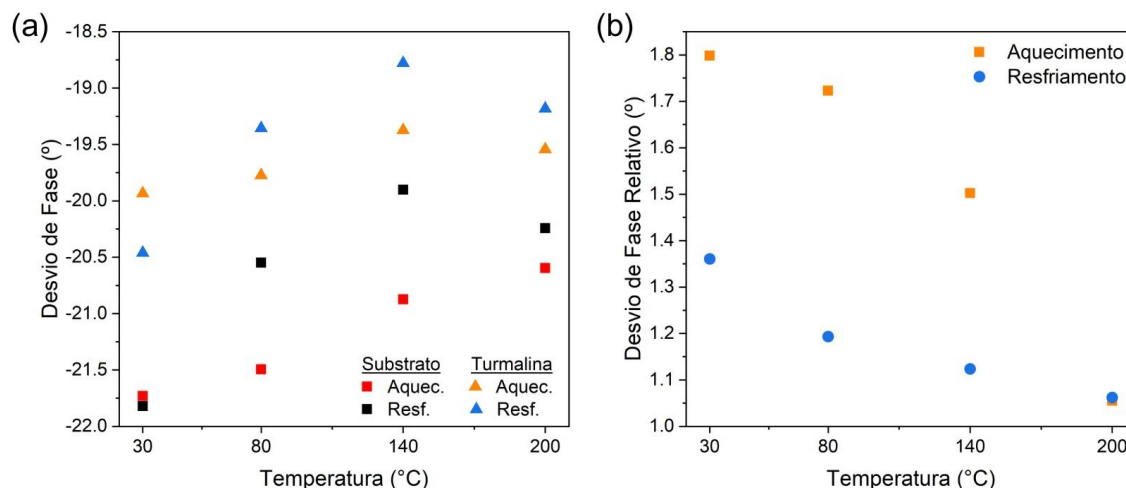 (a)
Desvio de Fase (º)
-18.5
-19.0
-19.5
-20.0
-20.5
-21.0
-21.5
-22.0
Substrato Turmalina
Aquec. Aquec.
Resf. Resf.
30 80 140 200
Temperatura (°C)
(b)
Desvio de Fase Relativo (º)
1.8
1.7
1.6
1.5
1.4
1.3
1.2
1.1
1.0
Aquecimento
Resfriamento
30 80 140 200
Temperatura (°C)